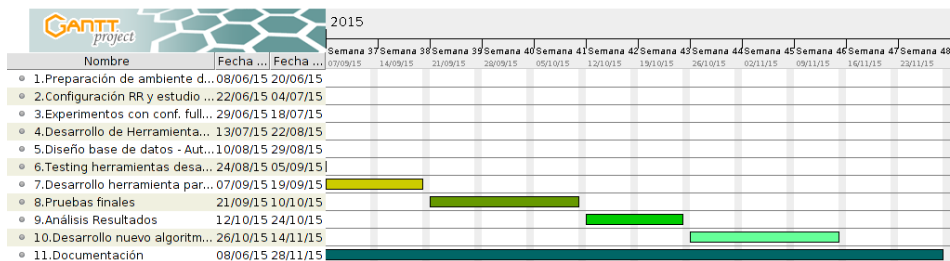 GANTT
project
2015
Semana 37 Semana 38 Semana 39 Semana 40 Semana 41 Semana 42 Semana 43 Semana 44 Semana 45 Semana 46 Semana 47 Semana 48
Nombre Fecha ... Fecha ... 07/09/15 14/09/15 21/09/15 28/09/15 05/10/15 12/10/15 19/10/15 26/10/15 02/11/15 09/11/15 16/11/15 23/11/15
1.Preparación de ambiente d... 08/06/15 20/06/15
2.Configuración RR y estudio ... 22/06/15 04/07/15
3.Experimentos con conf. full... 29/06/15 18/07/15
4.Desarrollo de Herramienta... 13/07/15 22/08/15
5.Diseño base de datos - Aut... 10/08/15 29/08/15
6.Testing herramientas desa... 24/08/15 05/09/15
7.Desarrollo herramienta par... 07/09/15 19/09/15
8.Pruebas finales 21/09/15 10/10/15
9.Análisis Resultados 12/10/15 24/10/15
10.Desarrollo nuevo algoritm... 26/10/15 14/11/15
11.Documentación 08/06/15 28/11/15